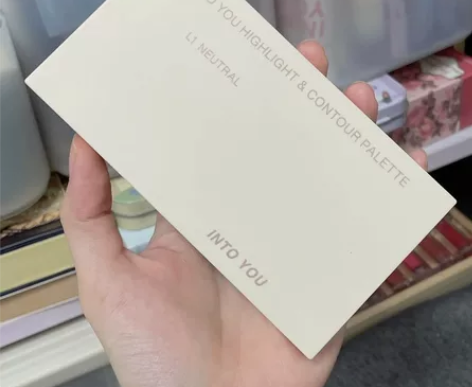 O YOU HIGHLIGHT & CONTOUR PALETTE
L1 NEUTRAL
INTO YOU